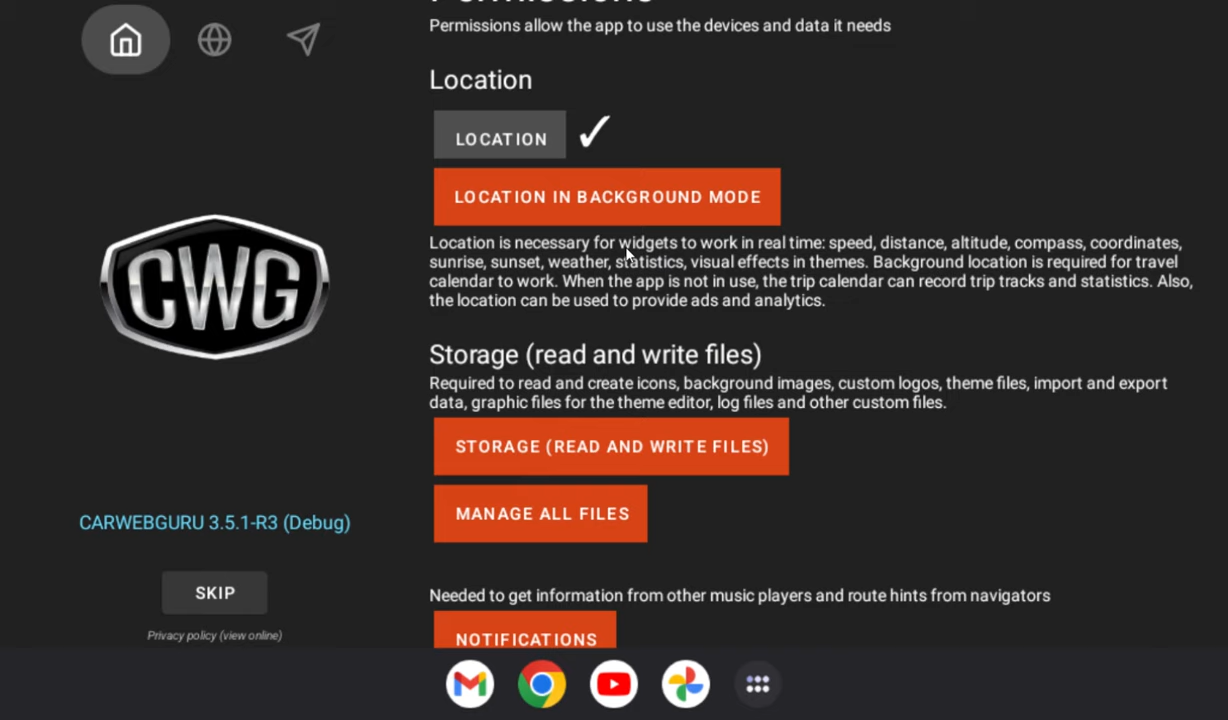 Permissions allow the app to use the devices and data it needs
Location
LOCATION
LOCATION IN BACKGROUND MODE
Location is necessary for widgets to work in real time: speed, distance, altitude, compass, coordinates,
sunrise, sunset, weather, statistics, visual effects in themes. Background location is required for travel
calendar to work. When the app is not in use, the trip calendar can record trip tracks and statistics. Also,
the location can be used to provide ads and analytics.
Storage (read and write files)
Required to read and create icons, background images, custom logos, theme files, import and export
data, graphic files for the theme editor, log files and other custom files.
STORAGE (READ AND WRITE FILES)
MANAGE ALL FILES
Needed to get information from other music players and route hints from navigators
NOTIFICATIONS
CWG
CARWEBGURU 3.5.1-R3 (Debug)
SKIP
Privacy policy (view online)